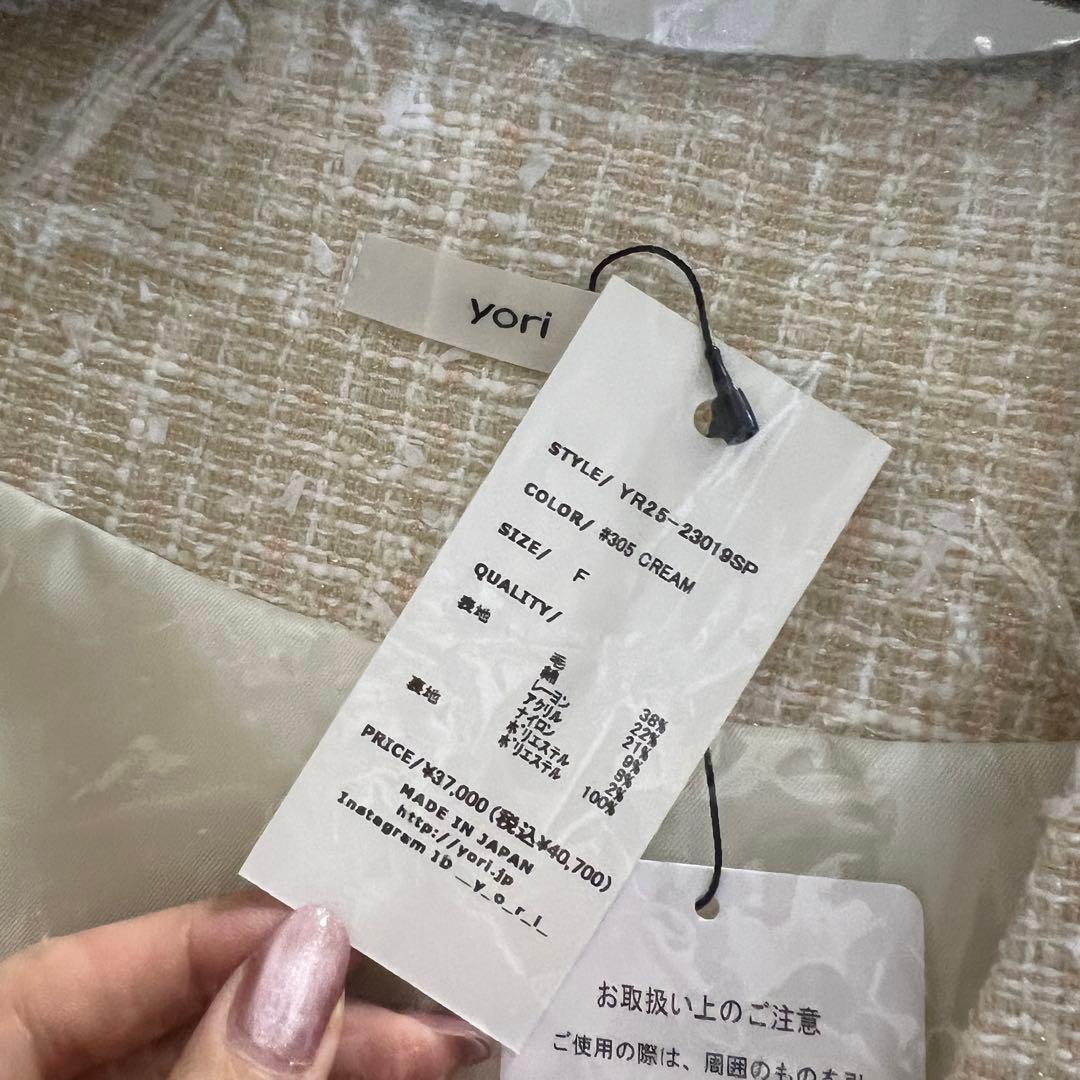 yori
STYLE/ YR25-23019SP
COLOR/ #305 CREAM
SIZE/ F
QUALITY/
表地
毛 38%
綿 22%
レーヨン 21%
アクリル 9%
ナイロン 8%
ポリエステル 2%
裏地 ポリエステル 100%
PRICE/¥37,000(税込¥40,700)
MADE IN JAPAN
http://yori.jp
Instagram ID __y_o_r_i_
お取扱い上のご注意
ご使用の際は、周囲のものを引